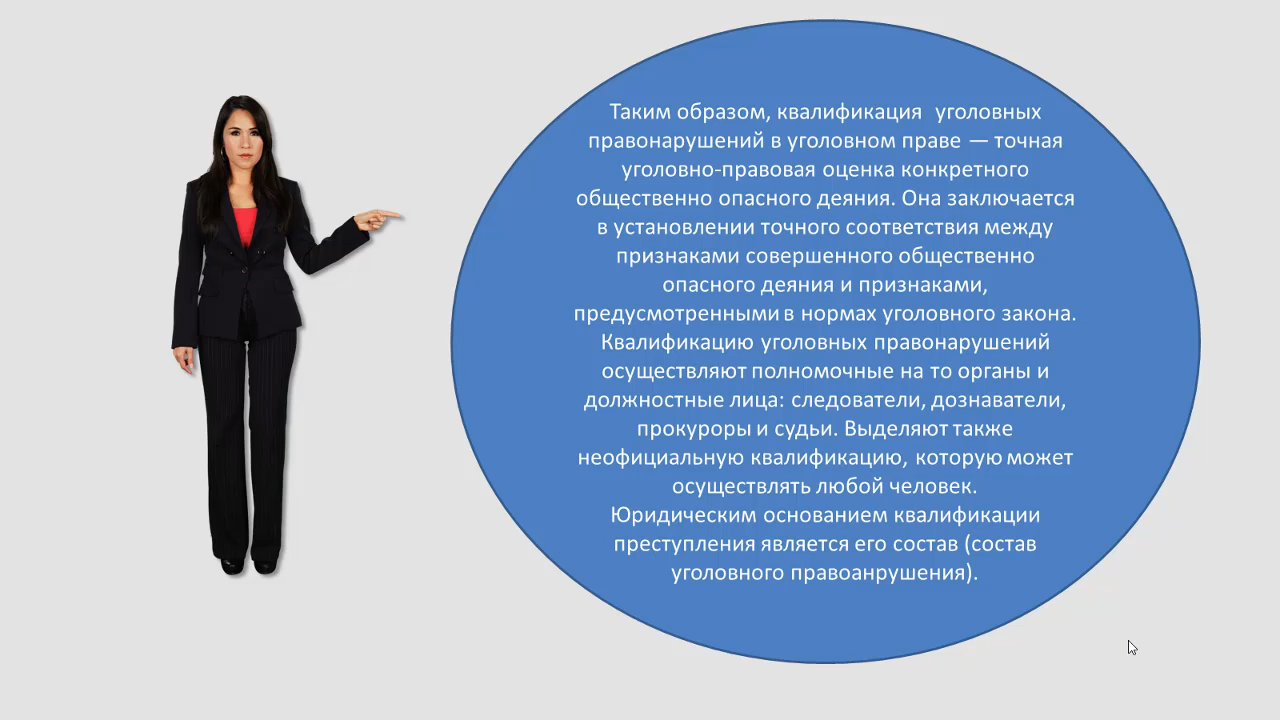 Таким образом, квалификация уголовных
правонарушений в уголовном праве — точная
уголовно-правовая оценка конкретного
общественно опасного деяния. Она заключается
в установлении точного соответствия между
признаками совершенного общественно
опасного деяния и признаками,
предусмотренными в нормах уголовного закона.
Квалификацию уголовных правонарушений
осуществляют полномочные на то органы и
должностные лица: следователи, дознаватели,
прокуроры и судьи. Выделяют также
неофициальную квалификацию, которую может
осуществлять любой человек.
Юридическим основанием квалификации
преступления является его состав (состав
уголовного правоанрушения).